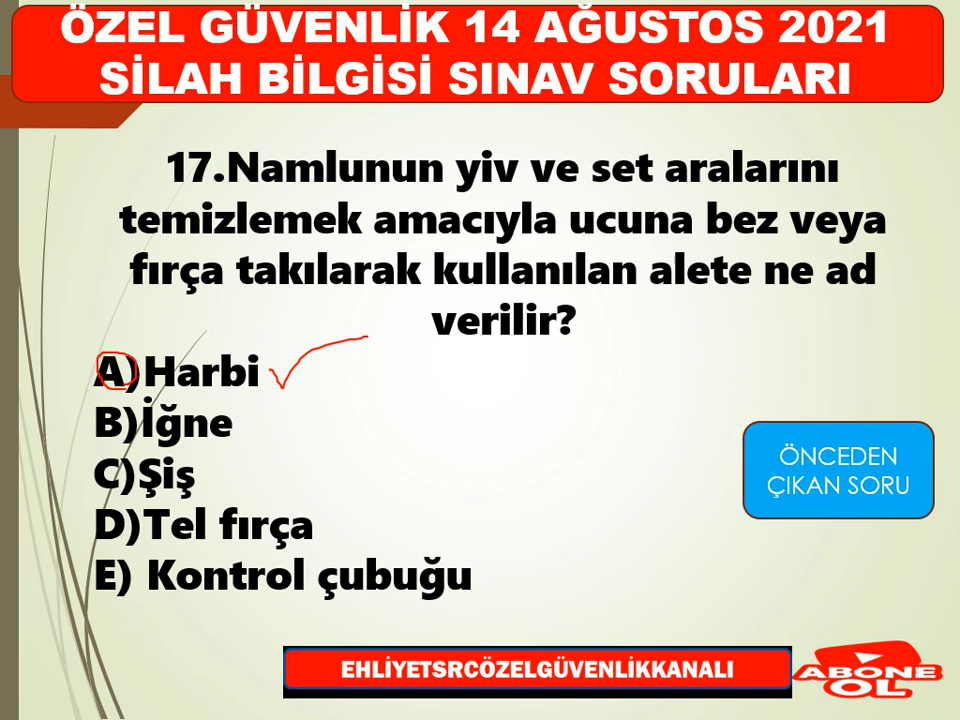 ÖZEL GÜVENLİK 14 AĞUSTOS 2021
SİLAH BİLGİSİ SINAV SORULARI
17.Namlunun yiv ve set aralarını
temizlemek amacıyla ucuna bez veya
fırça takılarak kullanılan alete ne ad
verilir?
A)Harbi
B)İğne
C)Şiş
D)Tel fırça
E) Kontrol çubuğu
ÖNCEDEN
ÇIKAN SORU
EHLİYETSRCÖZELGÜVENLİKKANALI
ABONE
OL